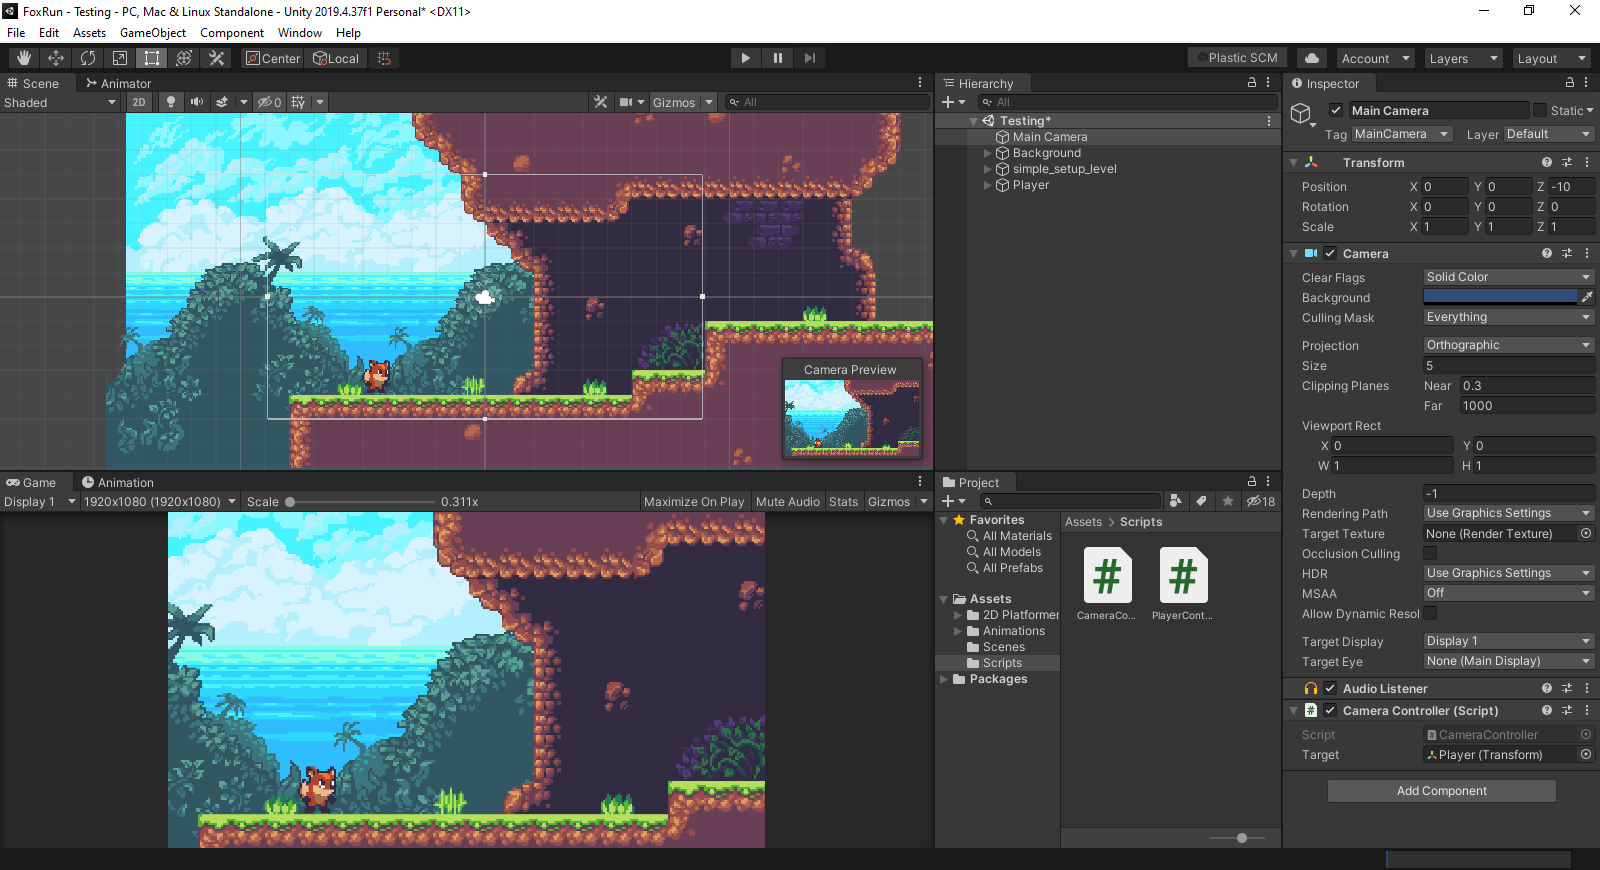 FoxRun - Testing - PC, Mac & Linux Standalone - Unity 2019.4.37f1 Personal* <DX11>
File Edit Assets GameObject Component Window Help
Center Local Plastic SCM Account Layers Layout
Scene Animator
Shaded 2D 0 Gizmos All
Camera Preview
Game Animation
Display 1 1920x1080 (1920x1080) Scale 0.311x Maximize On Play Mute Audio Stats Gizmos
Hierarchy
All
Testing*
Main Camera
Background
simple_setup_level
Player
Project
18
Favorites
All Materials
All Models
All Prefabs
Assets
2D Platformer
Animations
Scenes
Scripts
Packages
Assets > Scripts
# #
CameraCo... PlayerCont...
Inspector
Main Camera Static
Tag MainCamera Layer Default
Transform
Position X 0 Y 0 Z -10
Rotation X 0 Y 0 Z 0
Scale X 1 Y 1 Z 1
Camera
Clear Flags Solid Color
Background
Culling Mask Everything
Projection Orthographic
Size 5
Clipping Planes Near 0.3
Far 1000
Viewport Rect
X 0 Y 0
W 1 H 1
Depth -1
Rendering Path Use Graphics Settings
Target Texture None (Render Texture)
Occlusion Culling
HDR Use Graphics Settings
MSAA Off
Allow Dynamic Resol
Target Display Display 1
Target Eye None (Main Display)
Audio Listener
# Camera Controller (Script)
Script # CameraController
Target Player (Transform)
Add Component